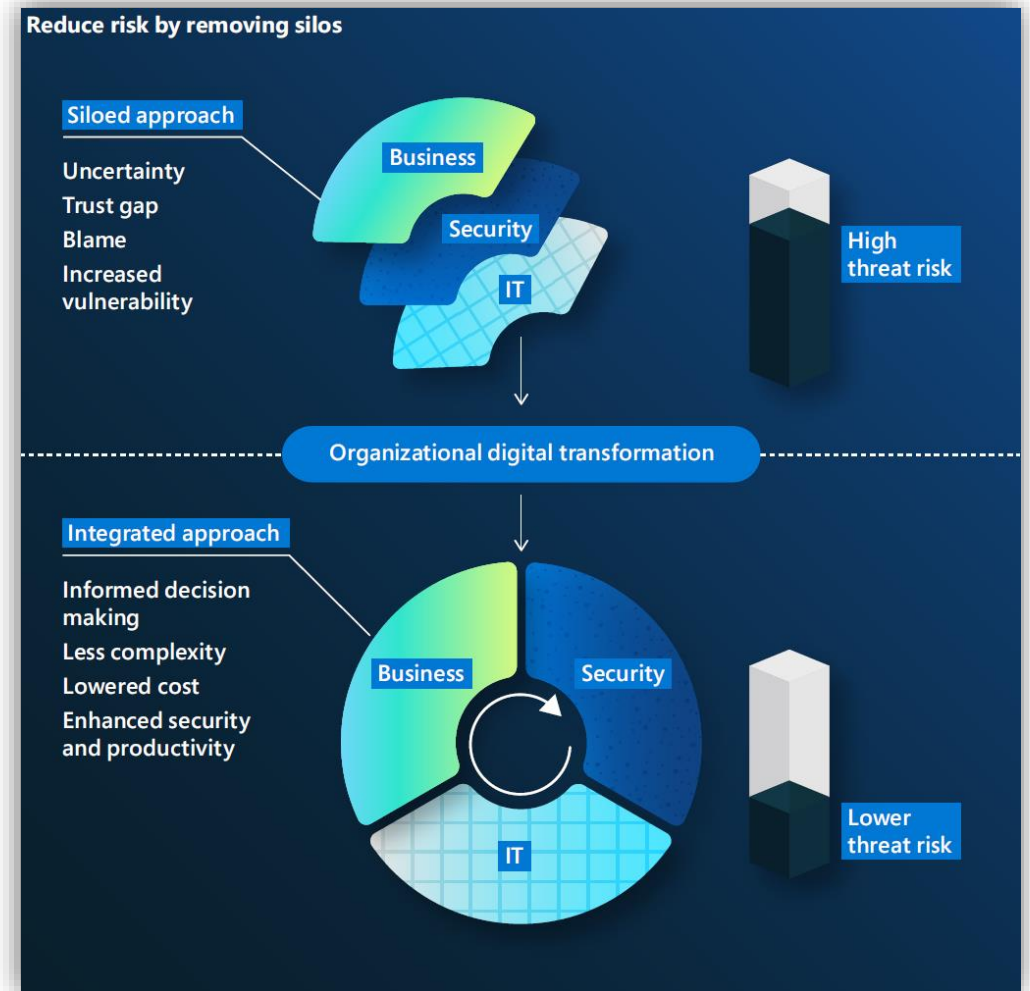 Reduce risk by removing silos
Siloed approach
Uncertainty
Trust gap
Blame
Increased
vulnerability
Business
Security
IT
High
threat risk
Organizational digital transformation
Integrated approach
Informed decision
making
Less complexity
Lowered cost
Enhanced security
and productivity
Business
Security
IT
Lower
threat risk